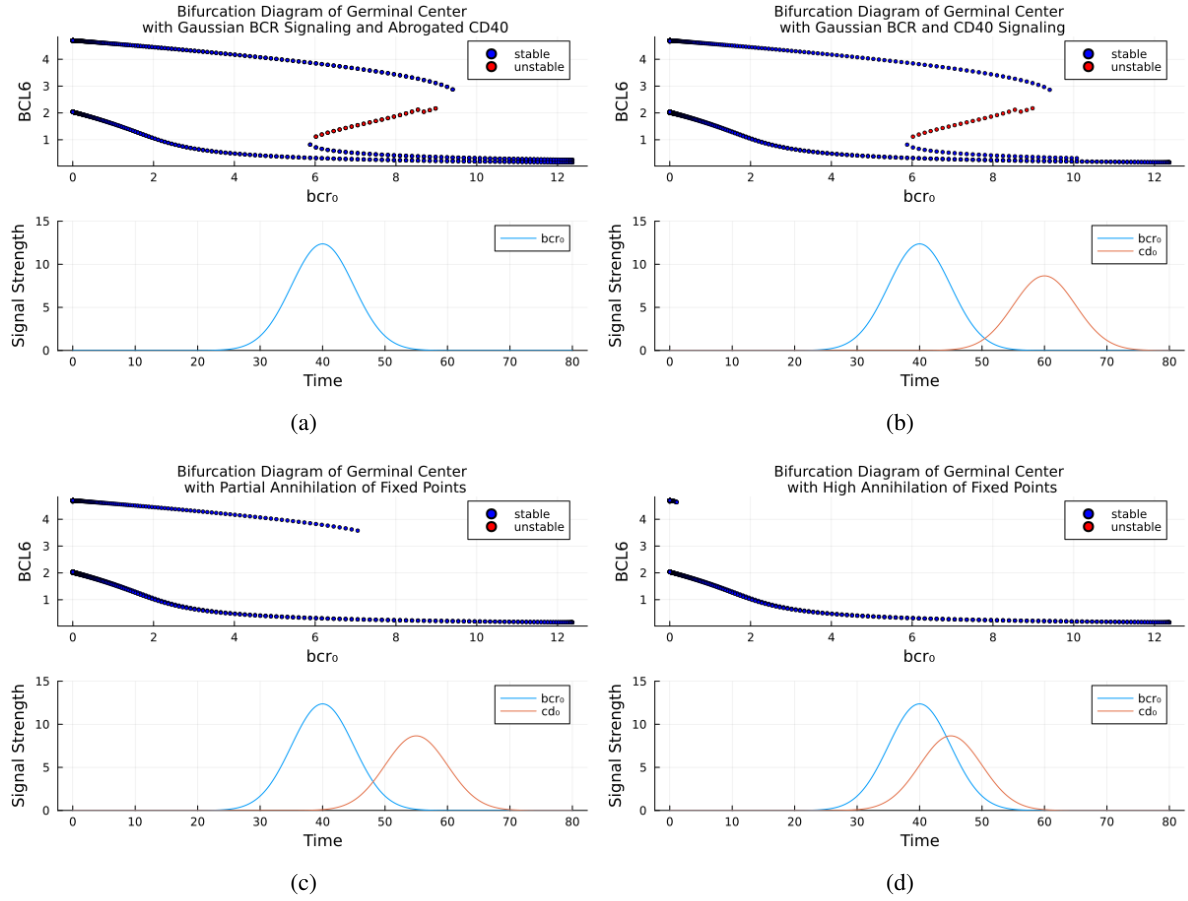 Bifurcation Diagram of Germinal Center
with Gaussian BCR Signaling and Abrogated CD40
BCL6
4
3
2
1
stable
unstable
0 2 4 6 8 10 12
bcr₀
Signal Strength
15
10
5
0
bcr₀
0 10 20 30 40 50 60 70 80
Time
(a)
Bifurcation Diagram of Germinal Center
with Gaussian BCR and CD40 Signaling
BCL6
4
3
2
1
stable
unstable
0 2 4 6 8 10 12
bcr₀
Signal Strength
15
10
5
0
bcr₀
cd₀
0 10 20 30 40 50 60 70 80
Time
(b)
Bifurcation Diagram of Germinal Center
with Partial Annihilation of Fixed Points
BCL6
4
3
2
1
stable
unstable
0 2 4 6 8 10 12
bcr₀
Signal Strength
15
10
5
0
bcr₀
cd₀
0 10 20 30 40 50 60 70 80
Time
(c)
Bifurcation Diagram of Germinal Center
with High Annihilation of Fixed Points
BCL6
4
3
2
1
stable
unstable
0 2 4 6 8 10 12
bcr₀
Signal Strength
15
10
5
0
bcr₀
cd₀
0 10 20 30 40 50 60 70 80
Time
(d)